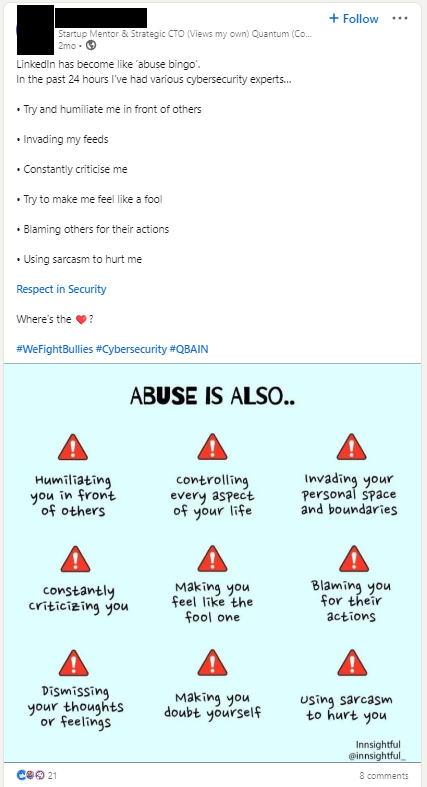 + Follow
Startup Mentor & Strategic CTO (Views my own) Quantum (Co...
2mo •
LinkedIn has become like 'abuse bingo'.
In the past 24 hours I've had various cybersecurity experts...
• Try and humiliate me in front of others
• Invading my feeds
• Constantly criticise me
• Try to make me feel like a fool
• Blaming others for their actions
• Using sarcasm to hurt me
Respect in Security
Where's the ❤️ ?
#WeFightBullies #Cybersecurity #QBAIN
ABUSE IS ALSO..
Humiliating
you in front
of others
controlling
every aspect
of your life
Invading your
personal space
and boundaries
constantly
criticizing you
Making you
feel like the
fool one
Blaming you
for their
actions
Dismissing
your thoughts
or feelings
Making you
doubt yourself
using sarcasm
to hurt you
Innsightful
@innsightful_
21
8 comments